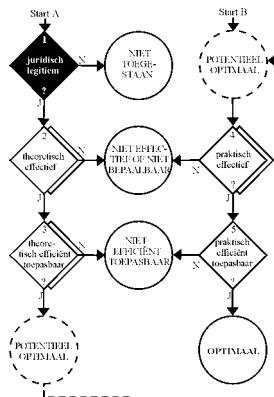 Start A
Start B
1
juridisch
legitiem
?
N
NIET
TOEGE-
STAAN
POTENTIEEL
OPTIMAAL
J
2
theoretisch
effectief
?
N
NIET EFFEC-
TIEF OF NIET
BEPAALBAAR
N
4
praktisch
effectief
?
J
J
3
theore-
tisch efficiënt
toepasbaar
?
N
NIET
EFFICIËNT
TOEPASBAAR
N
5
praktisch
efficiënt
toepasbaar
?
J
J
POTENTIEEL
OPTIMAAL
OPTIMAAL